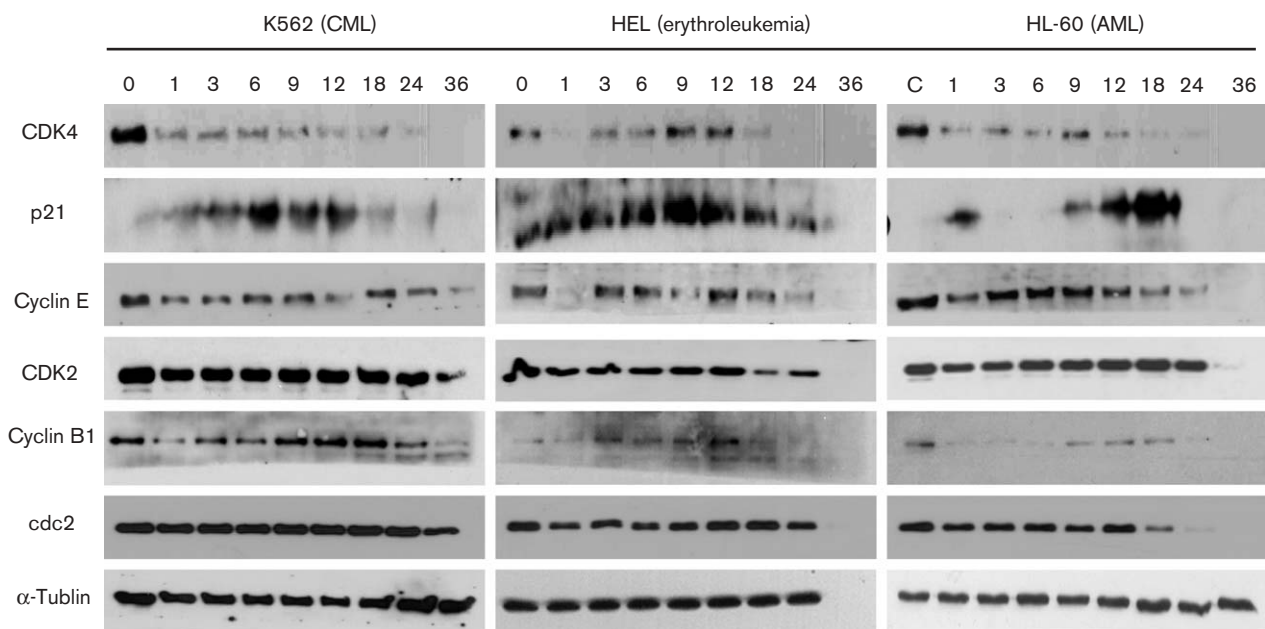 K562 (CML) HEL (erythroleukemia) HL-60 (AML)
0 1 3 6 9 12 18 24 36 0 1 3 6 9 12 18 24 36 C 1 3 6 9 12 18 24 36
CDK4
p21
Cyclin E
CDK2
Cyclin B1
cdc2
α-Tublin